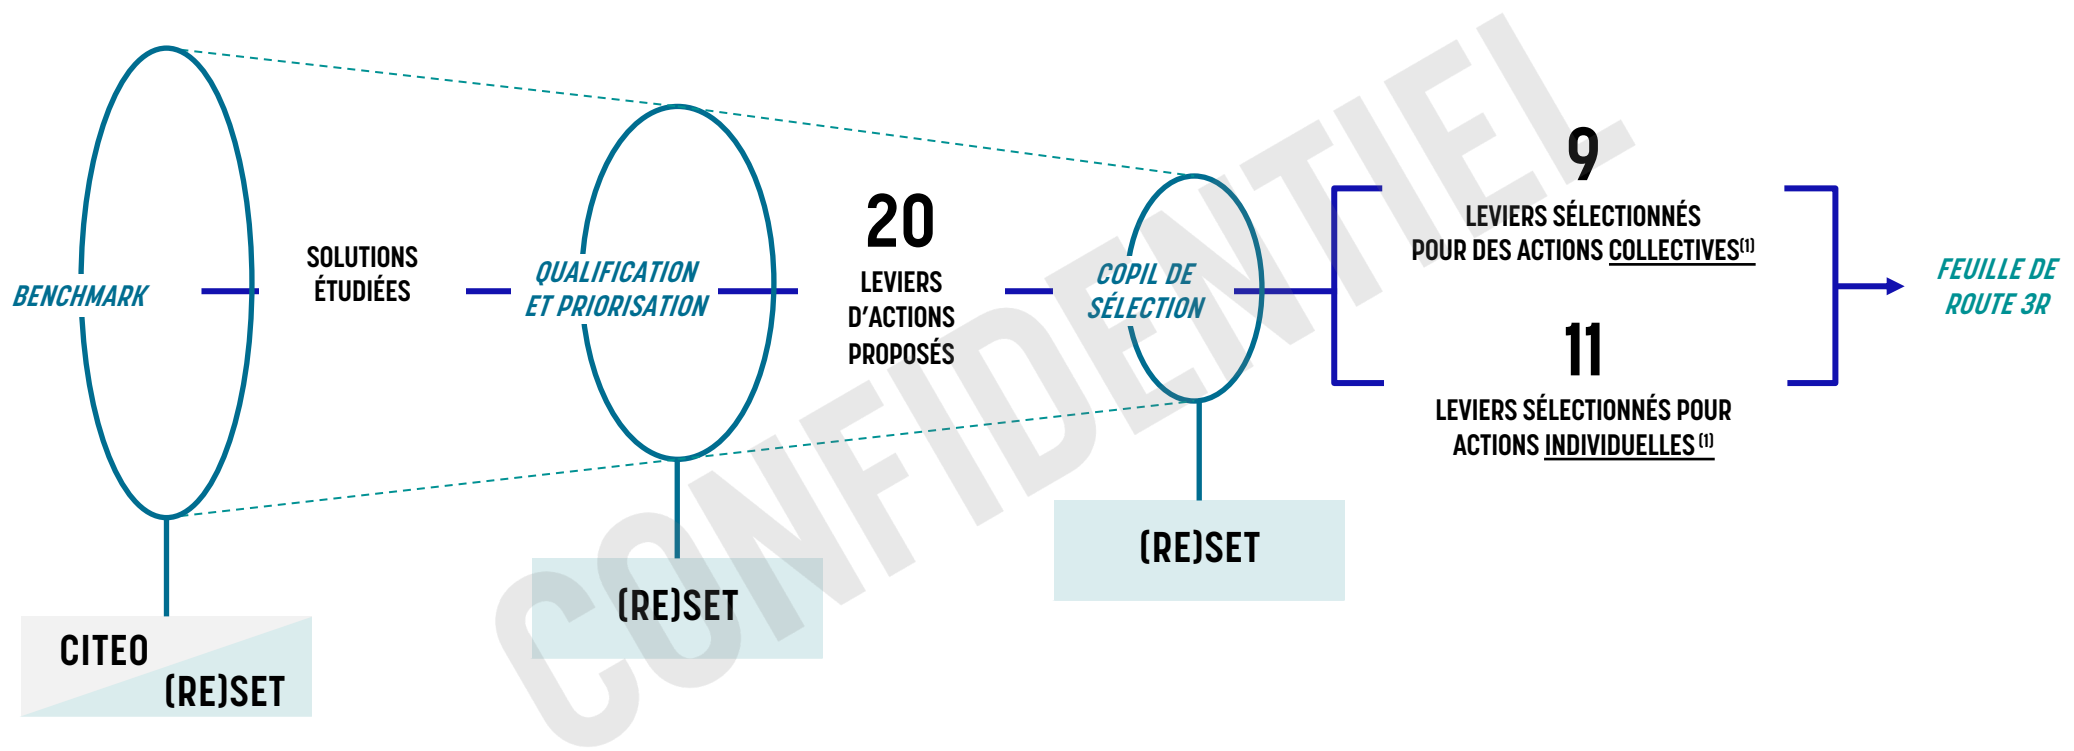 BENCHMARK
SOLUTIONS
ÉTUDIÉES
QUALIFICATION
ET PRIORISATION
20
LEVIERS
D'ACTIONS
PROPOSÉS
COPIL DE
SÉLECTION
9
LEVIERS SÉLECTIONNÉS
POUR DES ACTIONS COLLECTIVES(1)
11
LEVIERS SÉLECTIONNÉS POUR
ACTIONS INDIVIDUELLES (1)
FEUILLE DE
ROUTE 3R
CITEO
(RE)SET
(RE)SET
(RE)SET
CONFIDENTIEL